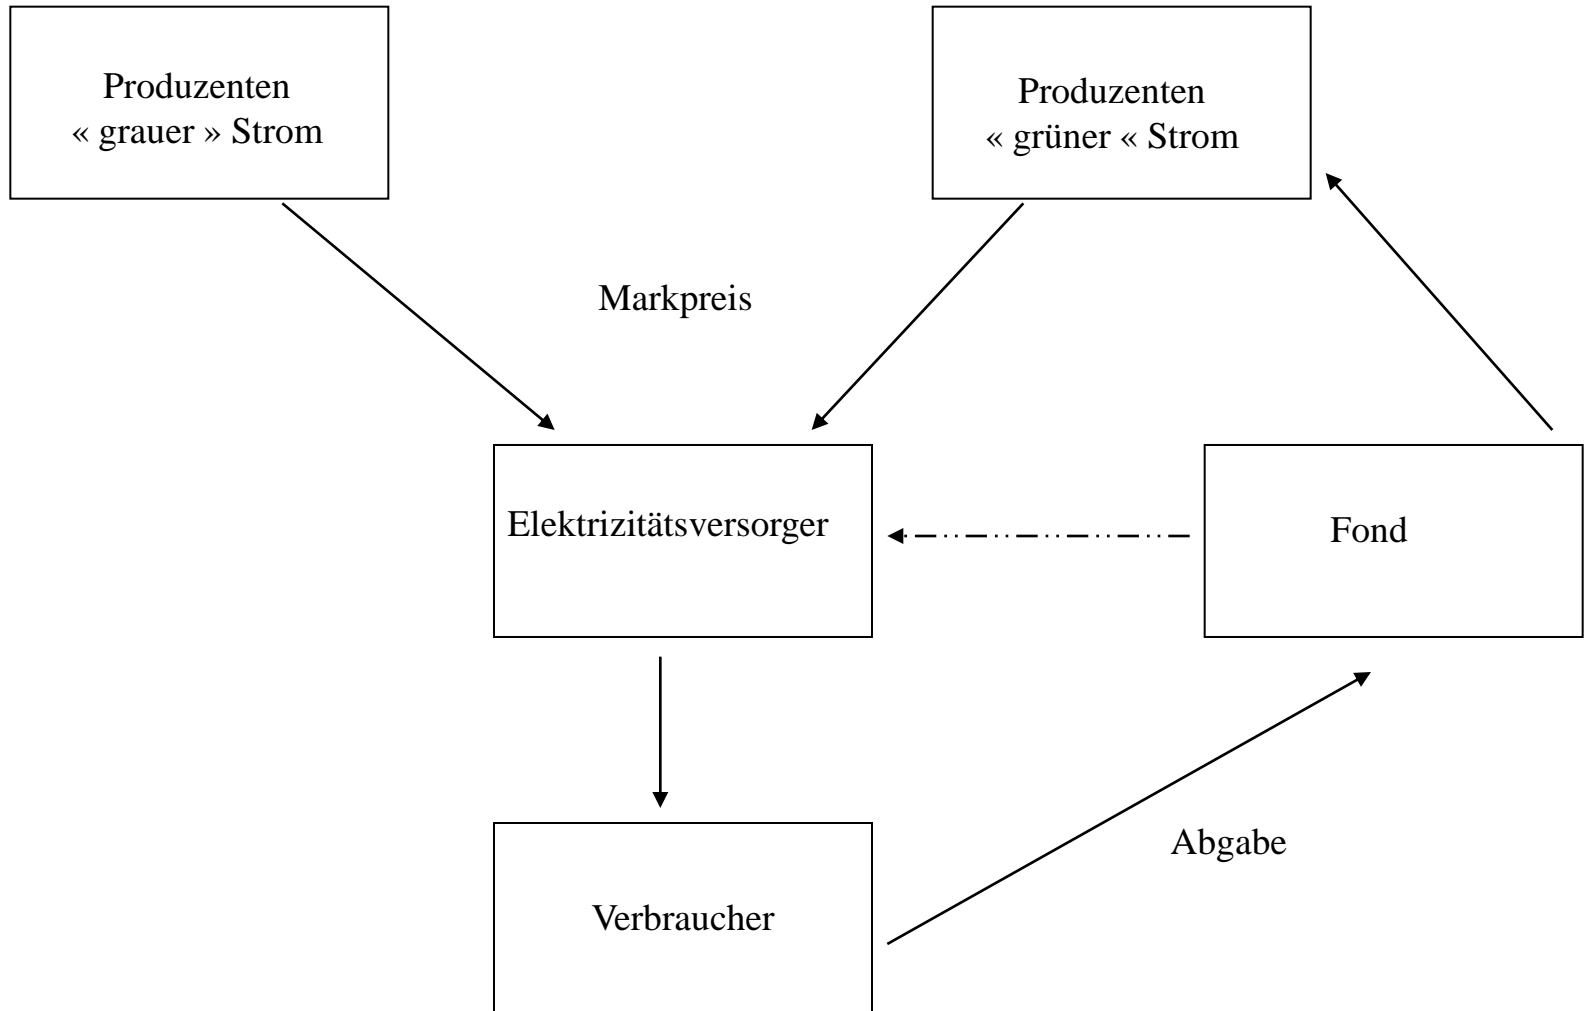 Produzenten
« grauer » Strom
Produzenten
« grüner « Strom
Markpreis
Elektrizitätsversorger
Fond
Abgabe
Verbraucher